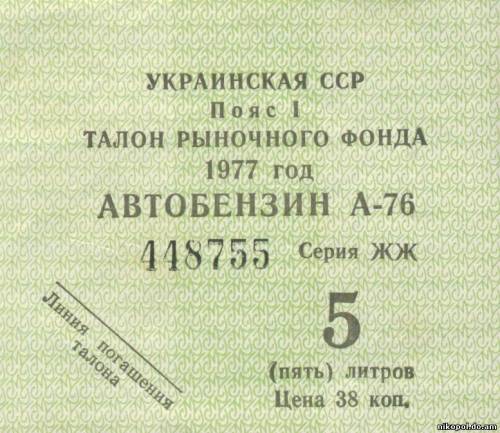 УКРАИНСКАЯ ССР
Пояс 1
ТАЛОН РЫНОЧНОГО ФОНДА
1977 год
АВТОБЕНЗИН А-76
448755 Серия ЖЖ
5
(пять) литров
Цена 38 коп.
Линия погашения
талона
nikopol.do.am